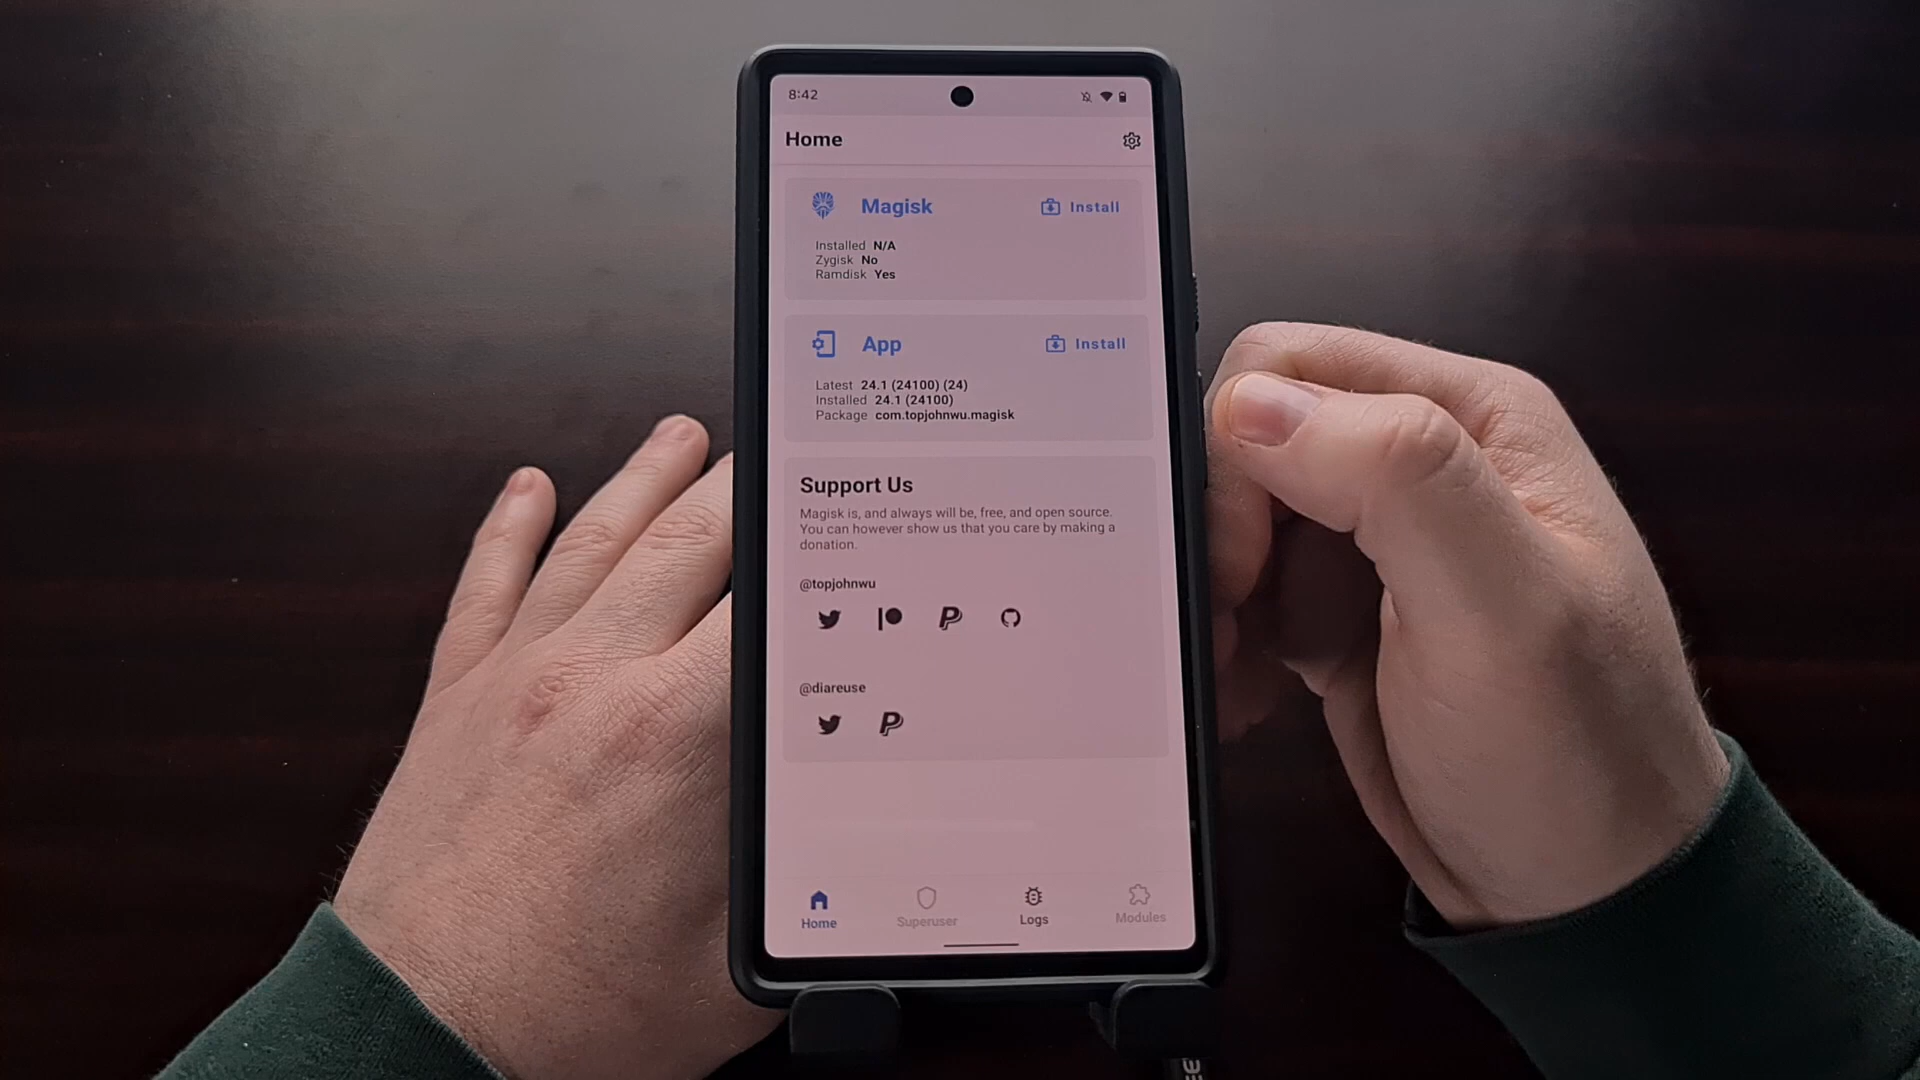 8:42
Home
Magisk
Install
Installed N/A
Zygisk No
Ramdisk Yes
App
Install
Latest 24.1 (24100) (24)
Installed 24.1 (24100)
Package com.topjohnwu.magisk
Support Us
Magisk is, and always will be, free, and open source.
You can however show us that you care by making a
donation.
@topjohnwu
@diareuse
Home
Superuser
Logs
Modules